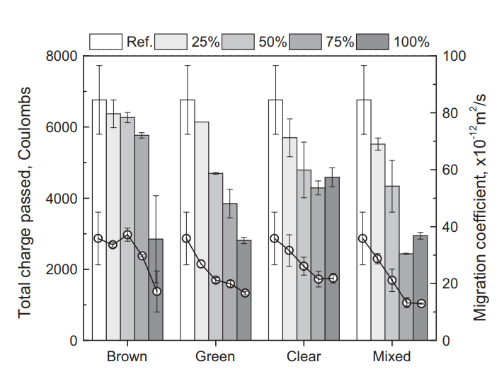 Ref. 25% 50% 75% 100%
8000 100
80
6000
60
4000
40
2000
20
0 0
Total charge passed, Coulombs
Migration coefficient, x10⁻¹²m²/s
Brown Green Clear Mixed